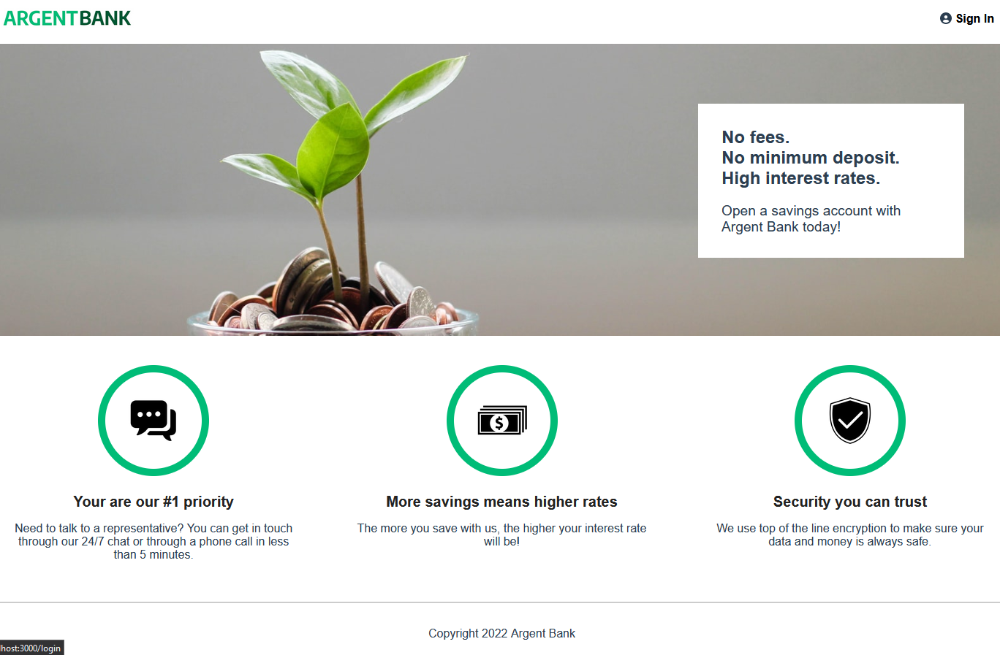 ARGENTBANK
Sign In
No fees.
No minimum deposit.
High interest rates.
Open a savings account with
Argent Bank today!
$
Your are our #1 priority
Need to talk to a representative? You can get in touch
through our 24/7 chat or through a phone call in less
than 5 minutes.
More savings means higher rates
The more you save with us, the higher your interest rate
will be!
Security you can trust
We use top of the line encryption to make sure your
data and money is always safe.
Copyright 2022 Argent Bank
lhost:3000/login